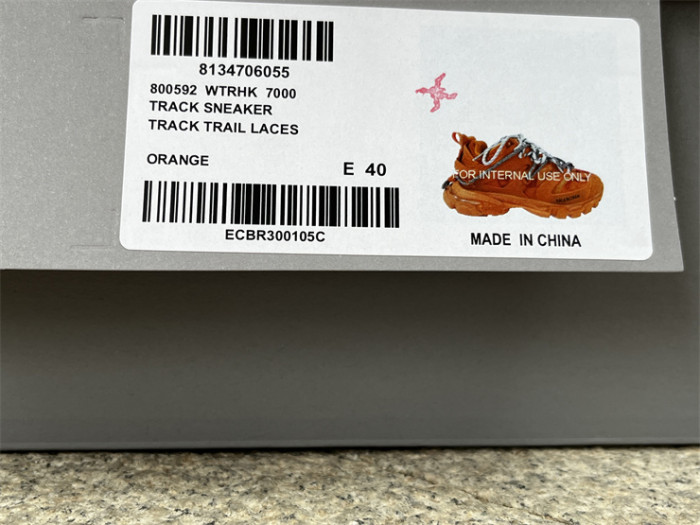 8134706055
800592 WTRHK 7000
TRACK SNEAKER
TRACK TRAIL LACES
ORANGE
E 40
FOR INTERNAL USE ONLY
ECBR300105C
MADE IN CHINA